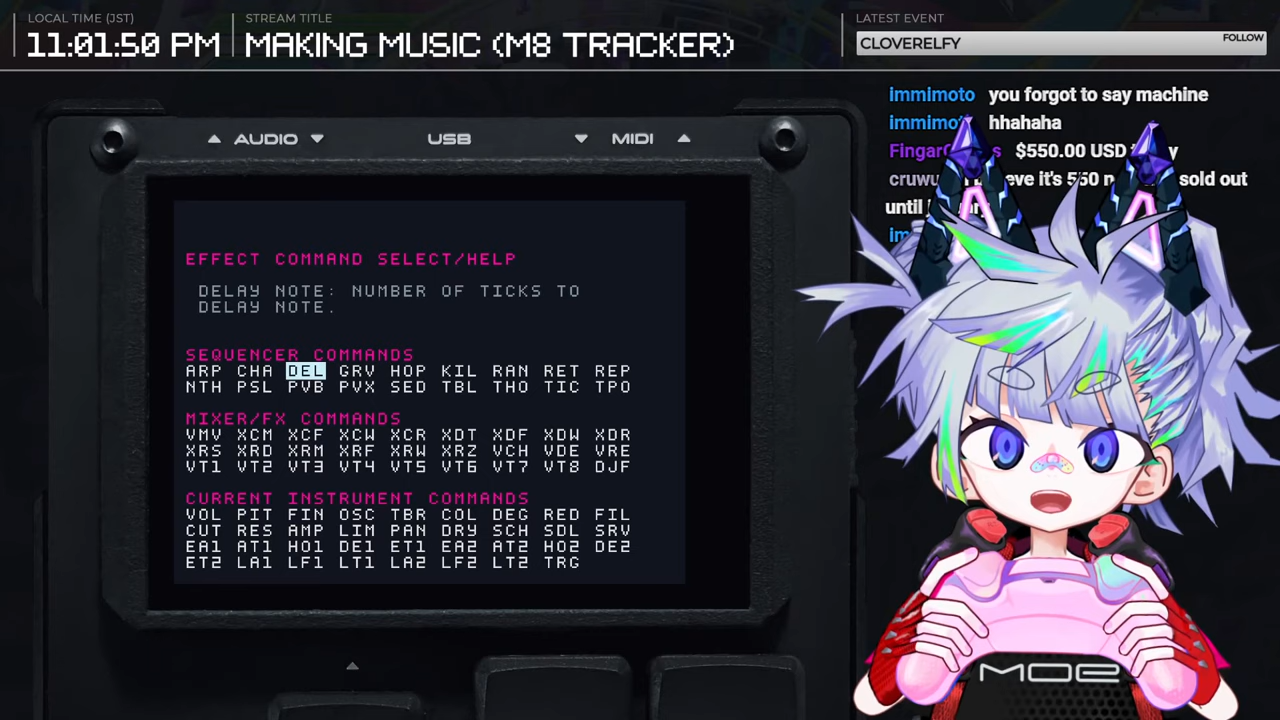 LOCAL TIME (JST)
11:01:50 PM
STREAM TITLE
MAKING MUSIC (M8 TRACKER)
LATEST EVENT
CLOVERELFY
FOLLOW
immimoto you forgot to say machine
hhahaha
$550.00 USD
550
sold out
until
AUDIO
USB
MIDI
EFFECT COMMAND SELECT/HELP
DELAY NOTE: NUMBER OF TICKS TO
DELAY NOTE.
SEQUENCER COMMANDS
ARP CHA DEL GRV HOP KIL RAN RET REP
NTH PSL PVB PVX SED TBL THO TIC TPO
MIXER/FX COMMANDS
VMV XCM XCF XCW XCR XDT XDF XDW XDR
XRS XRD XRM XRF XRW XRZ VCH VDE VRE
VT1 VT2 VT3 VT4 VT5 VT6 VT7 VT8 DJF
CURRENT INSTRUMENT COMMANDS
VOL PIT FIN OSC TBR COL DEG RED FIL
CUT RES AMP LIM PAN DRY SCH SDL SRV
EA1 AT1 HO1 DE1 ET1 EA2 AT2 HO2 DE2
ET2 LA1 LF1 LT1 LA2 LF2 LT2 TRG
MOE